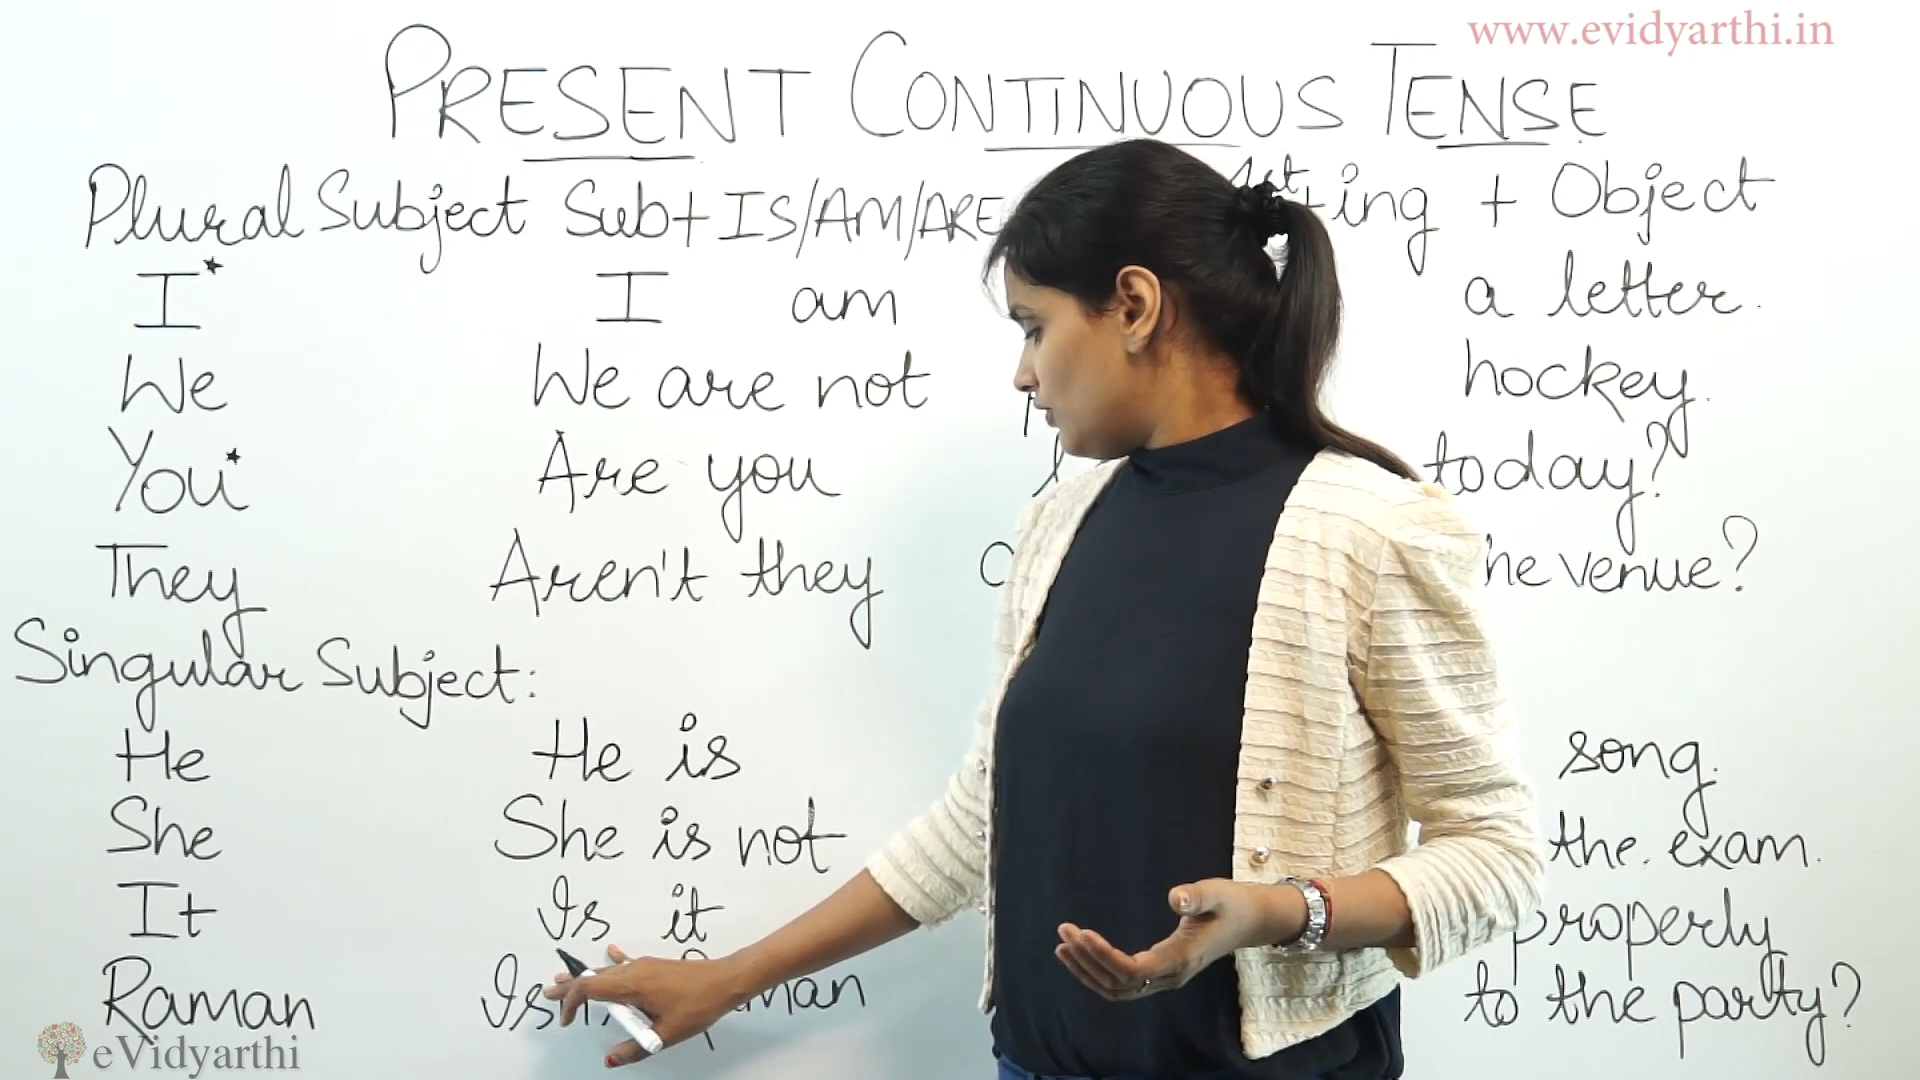 www.evidyarthi.in
PRESENT CONTINUOUS TENSE
Plural Subject Sub + IS/AM/ARE +ing + Object
I* I am a letter.
We We are not hockey.
You* Are you today?
They Aren't they venue?
Singular Subject:
He He is song.
She She is not the exam.
It Is it properly
Raman to the party?
eVidyarthi